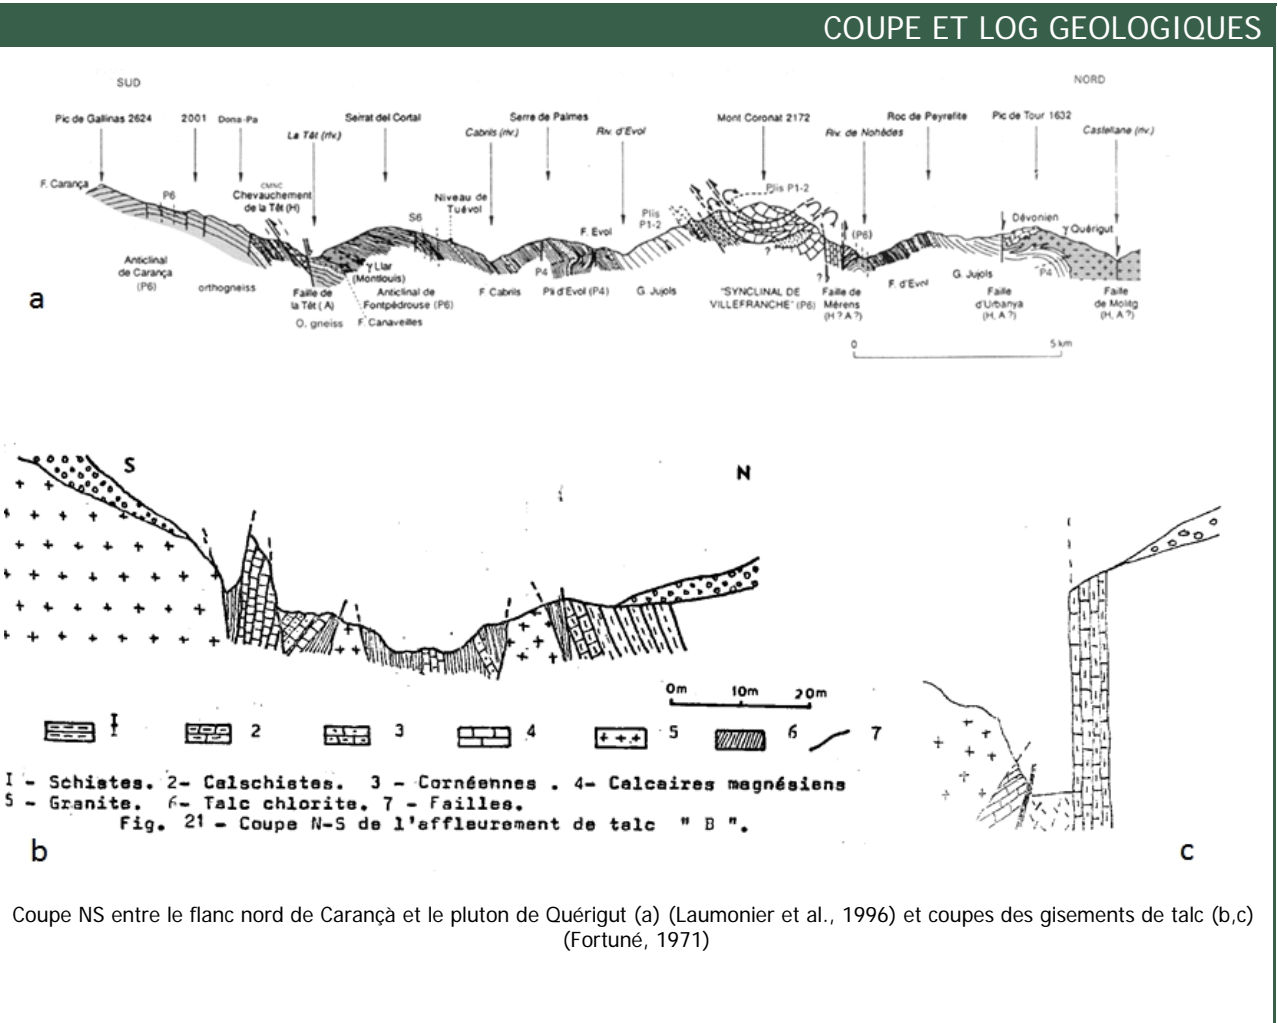 COUPE ET LOG GEOLOGIQUES
SUD
NORD
Pic de Gallinas 2624
2001
Dona-Pa
La Têt (riv.)
Serrat del Cortal
Cabrils (riv.)
Serre de Palmes
Riv. d'Evol
Mont Coronat 2172
Riv. de Nohèdes
Roc de Peyrefite
Pic de Tour 1632
Castellane (riv.)
F. Carança
P6
CMNC
Chevauchement
de la Têt (H)
S6
Niveau de
Tuévol
F. Evol
Plis
P1-2
Plis P1-2
(P6)
Dévonien
γ Quérigut
Anticlinal
de Carança
(P6)
orthogneiss
Faille de
la Têt (A)
O. gneiss
γ Llar
(Montlouis)
Anticlinal de
Fontpédrouse (P6)
F. Canaveilles
F. Cabrils
P4
Pli d'Evol (P4)
G. Jujols
?
"SYNCLINAL DE
VILLEFRANCHE" (P6)
?
Faille de
Mérens
(H ? A ?)
F. d'Evol
G. Jujols
P4
Faille
d'Urbanya
(H, A ?)
Faille
de Molitg
(H, A ?)
0
5 km
a
S
N
0m
10m
20m
I
2
3
4
5
6
7
I - Schistes. 2- Calschistes. 3 - Cornéennes . 4- Calcaires magnésiens
5 - Granite. 6- Talc chlorite. 7 - Failles.
Fig. 21 - Coupe N-S de l'affleurement de talc " B ".
b
c
Coupe NS entre le flanc nord de Carançà et le pluton de Quérigut (a) (Laumonier et al., 1996) et coupes des gisements de talc (b,c)
(Fortuné, 1971)